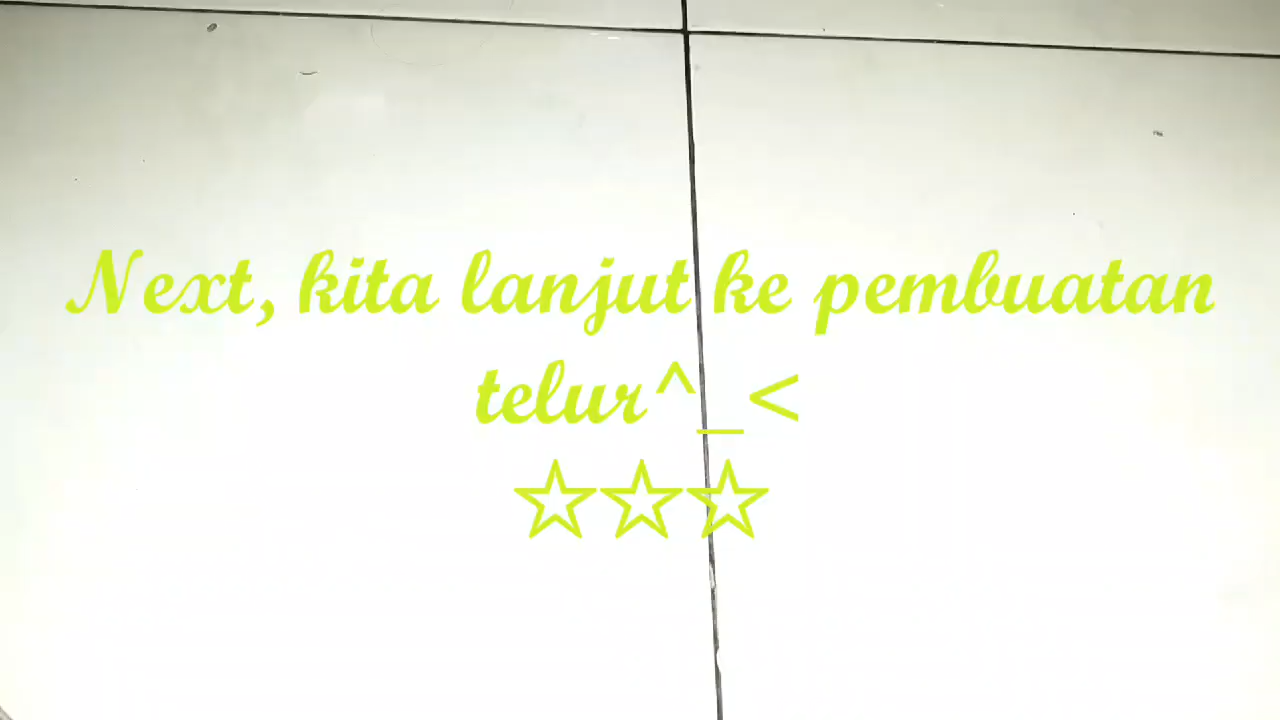 Next, kita lanjut ke pembuatan
telur^_<
☆☆☆